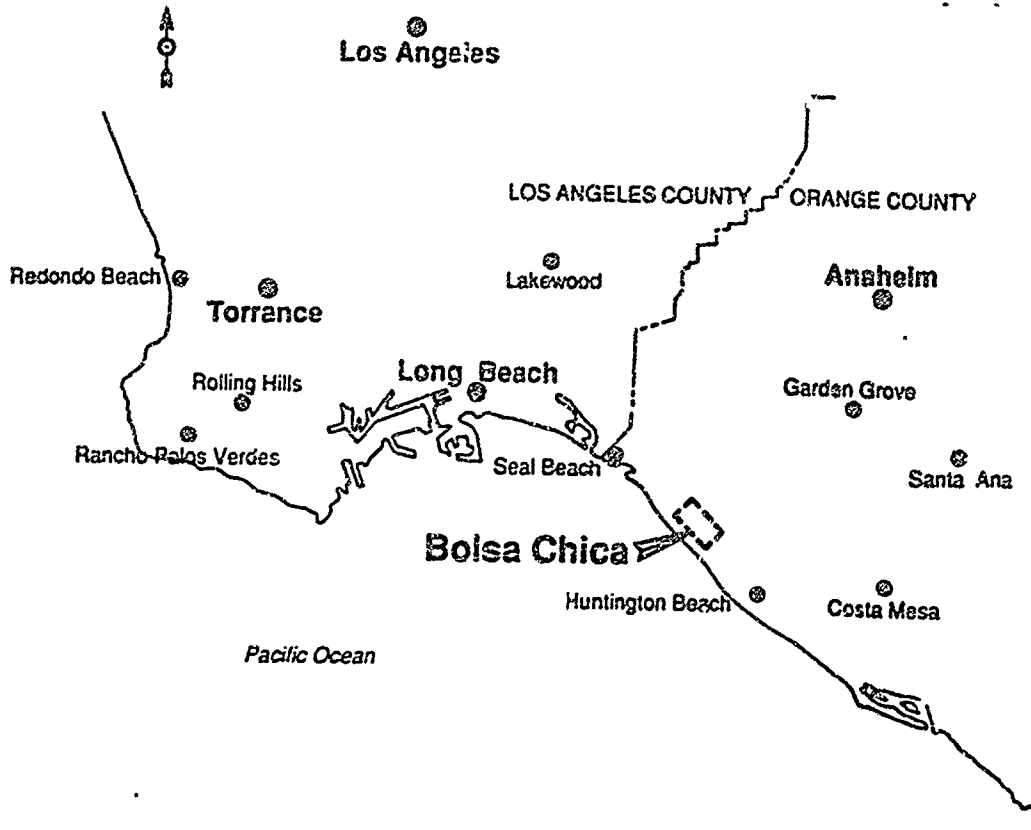 Los Angeles
LOS ANGELES COUNTY
ORANGE COUNTY
Redondo Beach
Torrance
Lakewood
Anaheim
Rolling Hills
Long Beach
Garden Grove
Rancho Palos Verdes
Seal Beach
Santa Ana
Bolsa Chica
Huntington Beach
Costa Mesa
Pacific Ocean